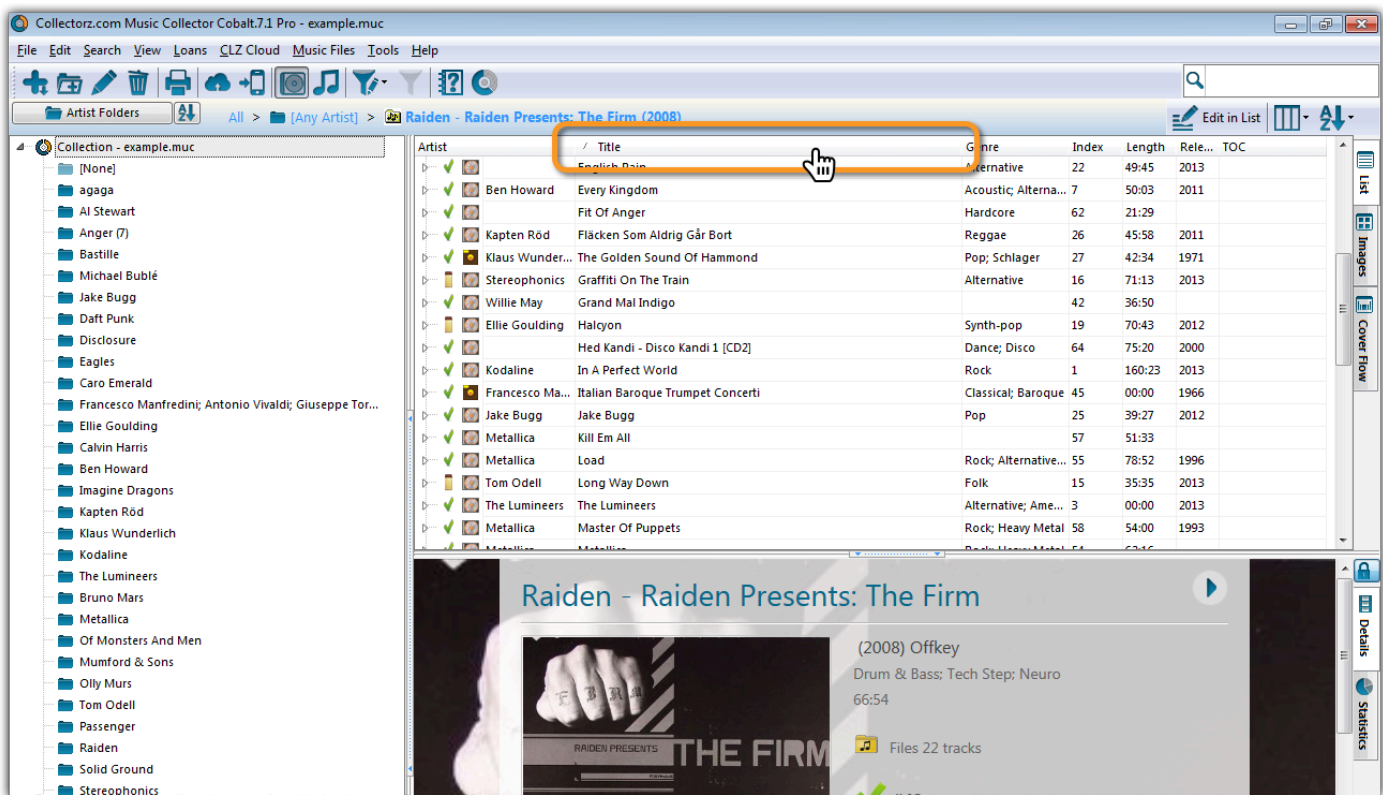 Collectorz.com Music Collector Cobalt.7.1 Pro - example.muc
File Edit Search View Loans CLZ Cloud Music Files Tools Help
Artist Folders All > [Any Artist] > Raiden - Raiden Presents: The Firm (2008) Edit in List
Collection - example.muc
[None]
agaga
Al Stewart
Anger (7)
Bastille
Michael Bublé
Jake Bugg
Daft Punk
Disclosure
Eagles
Caro Emerald
Francesco Manfredini; Antonio Vivaldi; Giuseppe Tor...
Ellie Goulding
Calvin Harris
Ben Howard
Imagine Dragons
Kapten Röd
Klaus Wunderlich
Kodaline
The Lumineers
Bruno Mars
Metallica
Of Monsters And Men
Mumford & Sons
Olly Murs
Tom Odell
Passenger
Raiden
Solid Ground
Stereophonics
Artist Title Genre Index Length Rele... TOC
English Rain Alternative 22 49:45 2013
Ben Howard Every Kingdom Acoustic; Alterna... 7 50:03 2011
Fit Of Anger Hardcore 62 21:29
Kapten Röd Fläcken Som Aldrig Går Bort Reggae 26 45:58 2011
Klaus Wunder... The Golden Sound Of Hammond Pop; Schlager 27 42:34 1971
Stereophonics Graffiti On The Train Alternative 16 71:13 2013
Willie May Grand Mal Indigo 42 36:50
Ellie Goulding Halcyon Synth-pop 19 70:43 2012
Hed Kandi - Disco Kandi 1 [CD2] Dance; Disco 64 75:20 2000
Kodaline In A Perfect World Rock 1 160:23 2013
Francesco Ma... Italian Baroque Trumpet Concerti Classical; Baroque 45 00:00 1966
Jake Bugg Jake Bugg Pop 25 39:27 2012
Metallica Kill Em All 57 51:33
Metallica Load Rock; Alternative... 55 78:52 1996
Tom Odell Long Way Down Folk 15 35:35 2013
The Lumineers The Lumineers Alternative; Ame... 3 00:00 2013
Metallica Master Of Puppets Rock; Heavy Metal 58 54:00 1993
Metallica Metallica Rock; Heavy Metal 54
List
Images
Cover Flow
Raiden - Raiden Presents: The Firm
(2008) Offkey
Drum & Bass; Tech Step; Neuro
66:54
Files 22 tracks
RAIDEN PRESENTS THE FIRM
Details
Statistics